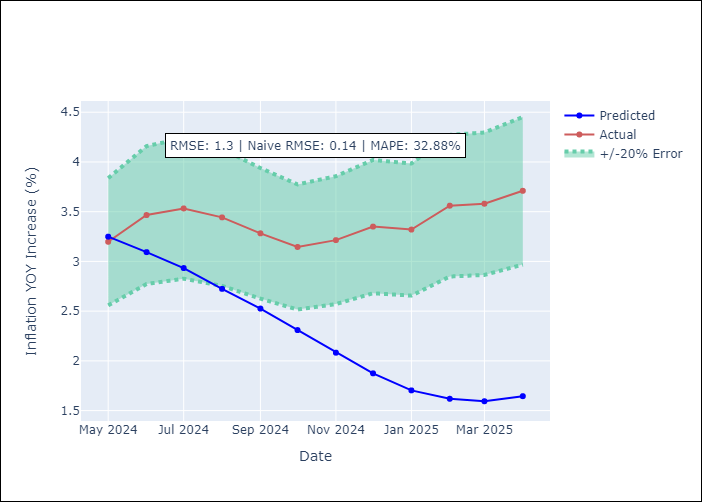 RMSE: 1.3 | Naive RMSE: 0.14 | MAPE: 32.88%
Predicted
Actual
+/-20% Error
4.5
4
3.5
3
2.5
2
1.5
Inflation YOY Increase (%)
May 2024 Jul 2024 Sep 2024 Nov 2024 Jan 2025 Mar 2025
Date